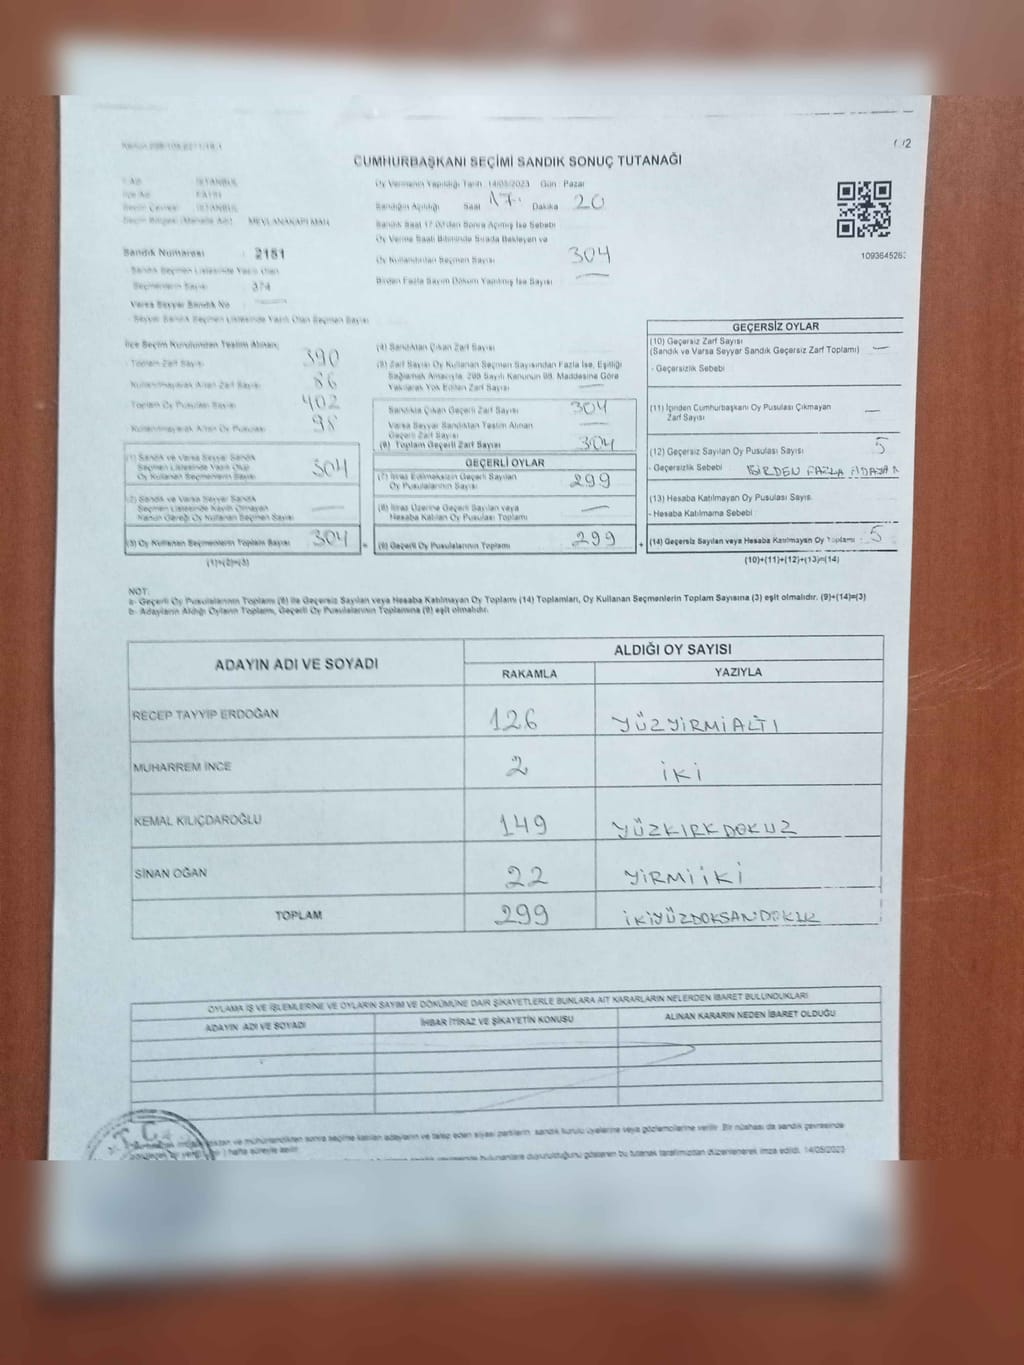 1 /2
CUMHURBAŞKANI SEÇİMİ SANDIK SONUÇ TUTANAĞI
İSTANBUL
FATİH
İSTANBUL
MEVLANAKAPI MAH.
Sandık Numarası : 2151
Sandık Seçmen Listesinde Yazılı Olan
Seçmenlerin Sayısı 374
Varsa Seyyar Sandık No
Seyyar Sandık Seçmen Listesinde Yazılı Olan Seçmen Sayısı
Oy Vermenin Yapıldığı Tarih 14/05/2023 Gün Pazar
Sandığın Açıldığı Saat 17. Dakika 20
Sandık Saat 17.00'dan Sonra Açılmış İse Sebebi
Oy Verme Saati Bitiminde Sırada Bekleyen ve
Oy Kullandırılan Seçmen Sayısı 304
Birden Fazla Sayım Döküm Yapılmış İse Sayısı
1093645263
İlçe Seçim Kurulundan Teslim Alınan;
- Toplam Zarf Sayısı 390
Kullanılmayarak Artan Zarf Sayısı 86
- Toplam Oy Pusulası Sayısı 402
Kullanılmayarak Artan Oy Pusulası 98
(1) Sandık ve Varsa Seyyar Sandık
Seçmen Listesinde Yazılı Olup
Oy Kullanan Seçmenlerin Sayısı 304
(2) Sandık ve Varsa Seyyar Sandık
Seçmen Listesinde Kayıtlı Olmayan
Kanun Gereği Oy Kullanan Seçmen Sayısı
(3) Oy Kullanan Seçmenlerin Toplam Sayısı 304
(1)+(2)=(3)
=
(4) Sandıktan Çıkan Zarf Sayısı
(5) Zarf Sayısı Oy Kullanan Seçmen Sayısından Fazla İse, Eşitliği
Sağlamak Amacıyla, 298 Sayılı Kanunun 98. Maddesine Göre
Yakılarak Yok Edilen Zarf Sayısı
Sandıkta Çıkan Geçerli Zarf Sayısı 304
Varsa Seyyar Sandıktan Teslim Alınan
Geçerli Zarf Sayısı
(6) Toplam Geçerli Zarf Sayısı 304
GEÇERLİ OYLAR
(7) İtiraz Edilmeksizin Geçerli Sayılan
Oy Pusulalarının Sayısı 299
(8) İtiraz Üzerine Geçerli Sayılan veya
Hesaba Katılan Oy Pusulası Toplamı
(9) Geçerli Oy Pusulalarının Toplamı 299
+
GEÇERSİZ OYLAR
(10) Geçersiz Zarf Sayısı
(Sandık ve Varsa Seyyar Sandık Geçersiz Zarf Toplamı)
- Geçersizlik Sebebi
(11) İçinden Cumhurbaşkanı Oy Pusulası Çıkmayan
Zarf Sayısı
(12) Geçersiz Sayılan Oy Pusulası Sayısı 5
- Geçersizlik Sebebi BİRDEN FAZLA
(13) Hesaba Katılmayan Oy Pusulası Sayısı
- Hesaba Katılmama Sebebi
(14) Geçersiz Sayılan veya Hesaba Katılmayan Oy Toplamı : 5
(10)+(11)+(12)+(13)=(14)
NOT:
a- Geçerli Oy Pusulalarının Toplamı (9) ile Geçersiz Sayılan veya Hesaba Katılmayan Oy Toplamı (14) Toplamları, Oy Kullanan Seçmenlerin Toplam Sayısına (3) eşit olmalıdır. (9)+(14)=(3)
b- Adayların Aldığı Oyların Toplamı, Geçerli Oy Pusulalarının Toplamına (9) eşit olmalıdır.
ADAYIN ADI VE SOYADI
ALDIĞI OY SAYISI
RAKAMLA YAZIYLA
RECEP TAYYİP ERDOĞAN 126 YÜZYİRMİALTI
MUHARREM İNCE 2 İKİ
KEMAL KILIÇDAROĞLU 149 YÜZKIRKDOKUZ
SİNAN OĞAN 22 YİRMİİKİ
TOPLAM 299 İKİYÜZDOKSANDOKUZ
OYLAMA İŞ VE İŞLEMLERİNE VE OYLARIN SAYIM VE DÖKÜMÜNE DAİR ŞİKAYETLERLE BUNLARA AİT KARARLARIN NELERDEN İBARET BULUNDUKLARI
ADAYIN ADI VE SOYADI İHBAR İTİRAZ VE ŞİKAYETİN KONUSU ALINAN KARARIN NEDEN İBARET OLDUĞU
T.C.
ve mühürlendikten sonra seçime katılan adayların ve talep eden siyasi partilerin, sandık kurulu üyelerine veya gözlemcilerine verilir. Bir nüshası da sandık çevresinde
hafta süreyle asılır.
bulunanlara duyurulduğunu gösteren bu tutanak tarafımızdan düzenlenerek imza edildi. 14/05/2023